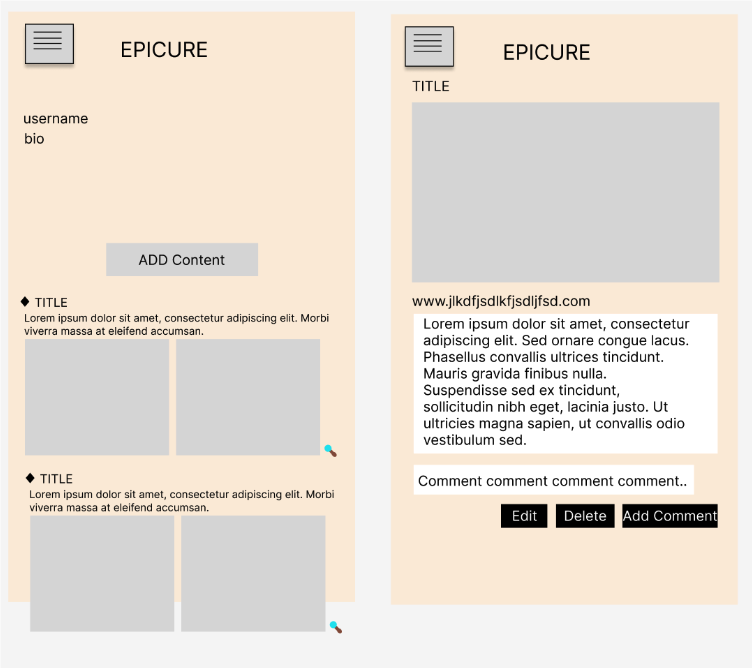 EPICURE
username
bio
ADD Content
TITLE
Lorem ipsum dolor sit amet, consectetur adipiscing elit. Morbi
viverra massa at eleifend accumsan.
TITLE
Lorem ipsum dolor sit amet, consectetur adipiscing elit. Morbi
viverra massa at eleifend accumsan.
EPICURE
TITLE
www.jlkdfjsdlkfjsdljfsd.com
Lorem ipsum dolor sit amet, consectetur
adipiscing elit. Sed ornare congue lacus.
Phasellus convallis ultrices tincidunt.
Mauris gravida finibus nulla.
Suspendisse sed ex tincidunt,
sollicitudin nibh eget, lacinia justo. Ut
ultricies magna sapien, ut convallis odio
vestibulum sed.
Comment comment comment comment..
Edit Delete Add Comment